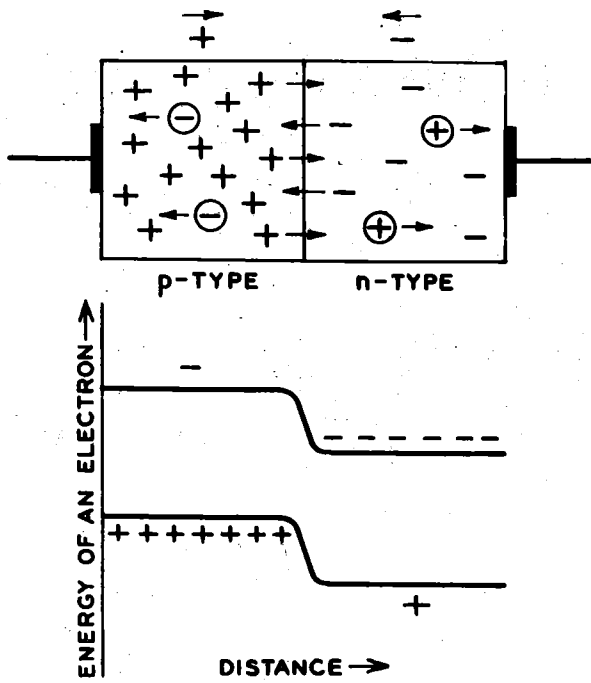 p-TYPE
n-TYPE
ENERGY OF AN ELECTRON →
DISTANCE →